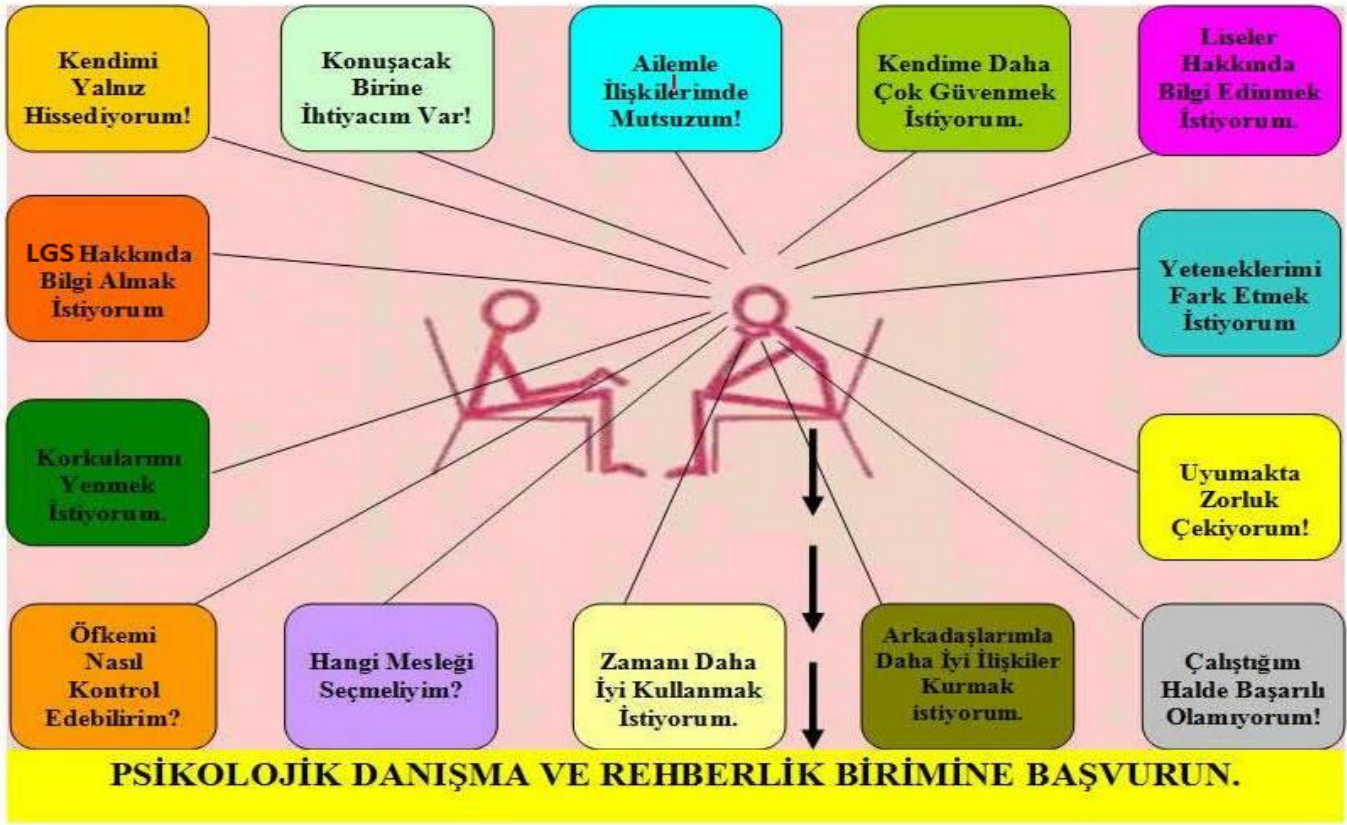 Kendimi
Yalnız
Hissediyorum!
Konuşacak
Birine
İhtiyacım Var!
Ailemle
İlişkilerimde
Mutsuzum!
Kendime Daha
Çok Güvenmek
İstiyorum.
Liseler
Hakkında
Bilgi Edinmek
İstiyorum.
LGS Hakkında
Bilgi Almak
İstiyorum
Yeteneklerimi
Fark Etmek
İstiyorum
Korkularımı
Yenmek
İstiyorum.
Uyumakta
Zorluk
Çekiyorum!
Öfkemi
Nasıl
Kontrol
Edebilirim?
Hangi Mesleği
Seçmeliyim?
Zamanı Daha
İyi Kullanmak
İstiyorum.
Arkadaşlarımla
Daha İyi İlişkiler
Kurmak
istiyorum.
Çalıştığım
Halde Başarılı
Olamıyorum!
PSİKOLOJİK DANIŞMA VE REHBERLİK BİRİMİNE BAŞVURUN.